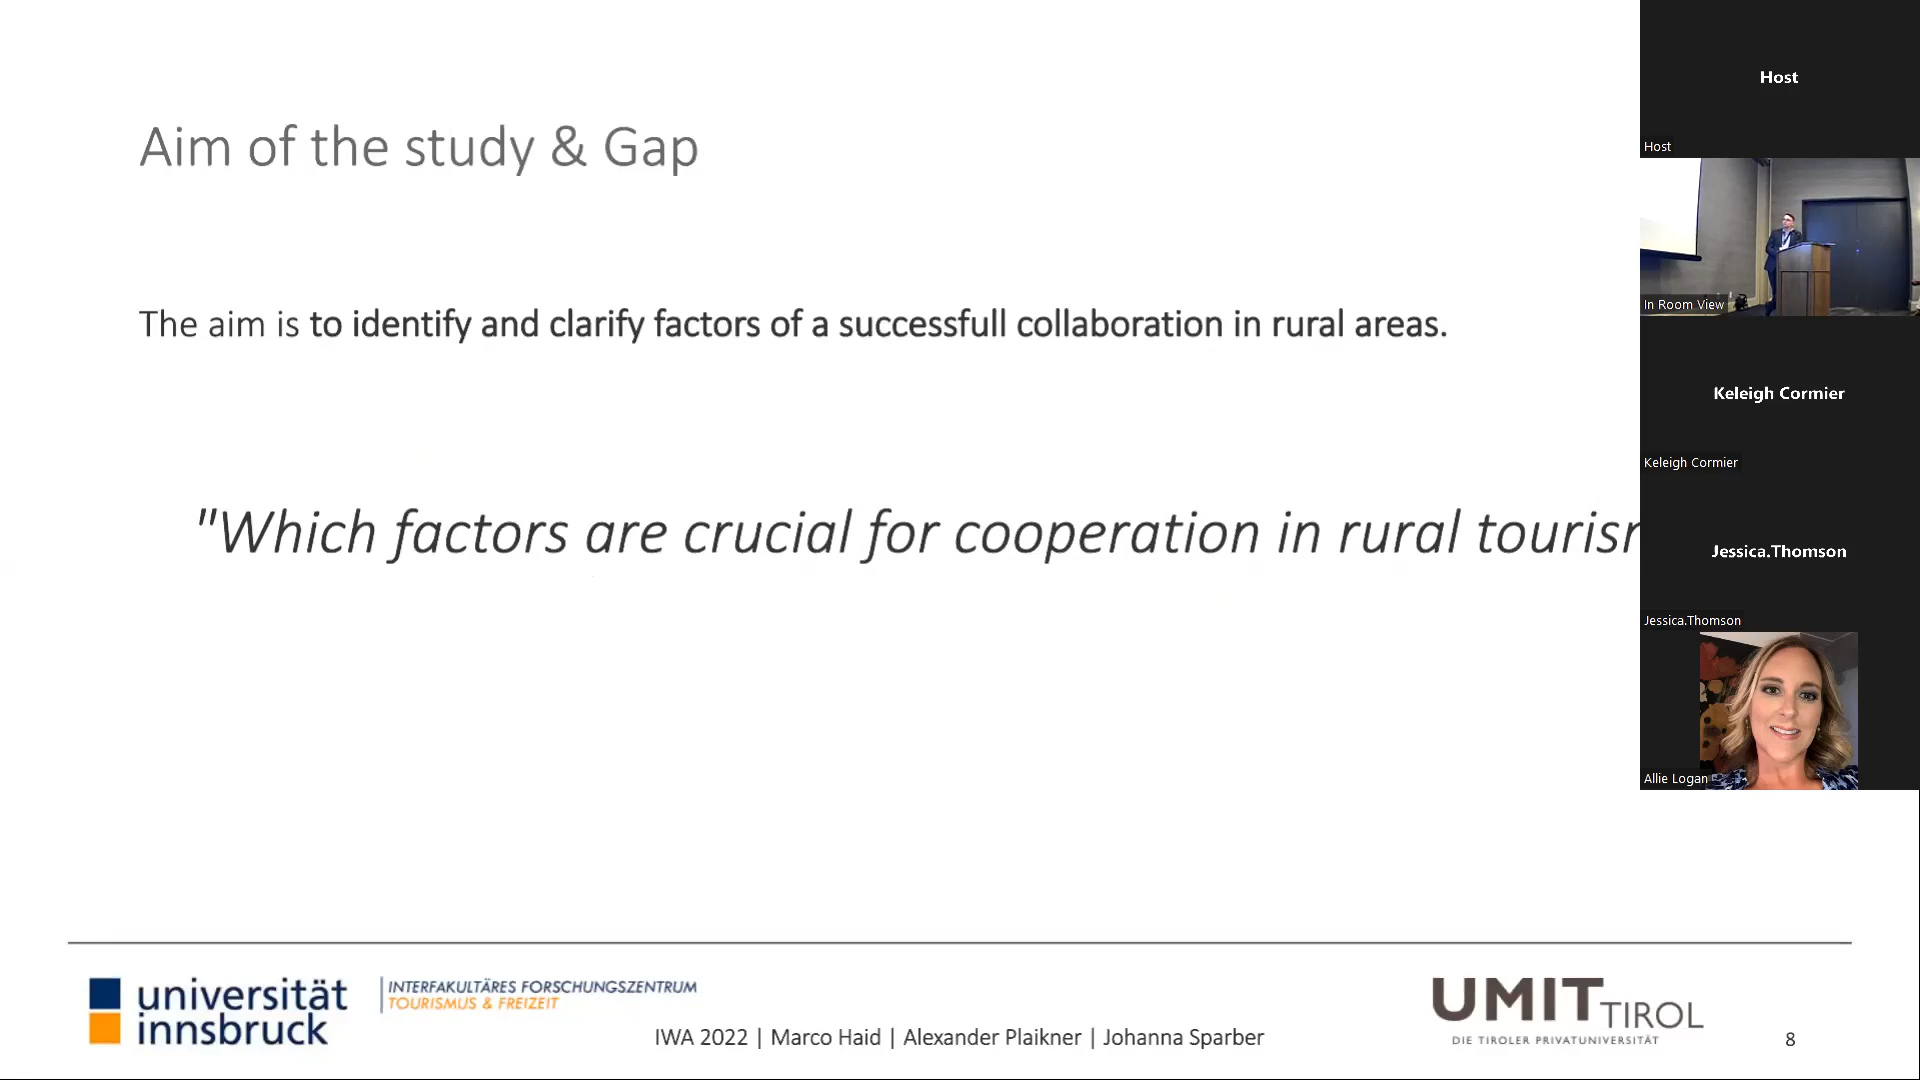 Aim of the study & Gap
The aim is to identify and clarify factors of a successfull collaboration in rural areas.
"Which factors are crucial for cooperation in rural
universität
innsbruck
INTERFAKULTÄRES FORSCHUNGSZENTRUM
TOURISMUS & FREIZEIT
IWA 2022 | Marco Haid | Alexander Plaikner | Johanna Sparber
UMIT TIROL
DIE TIROLER PRIVATUNIVERSITÄT
8
Host
Host
In Room View
Keleigh Cormier
Keleigh Cormier
Jessica.Thomson
Jessica.Thomson
Allie Logan